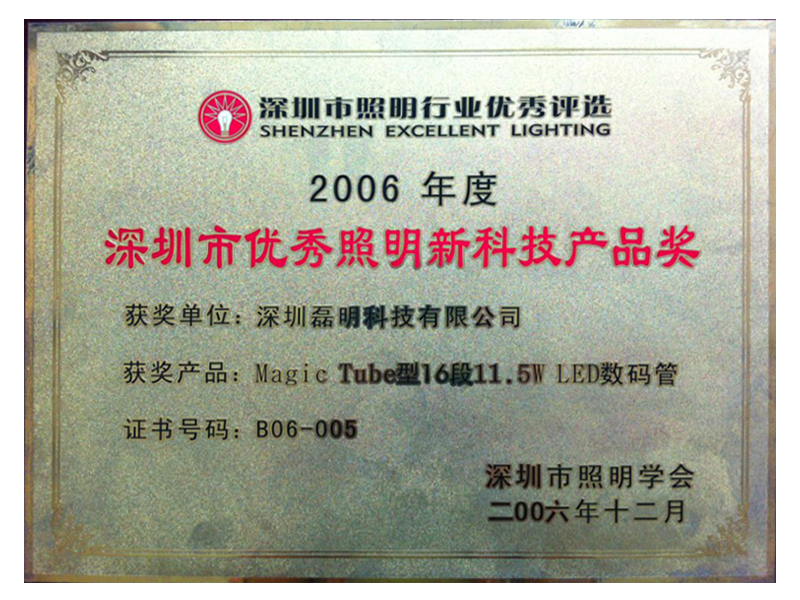 深圳市照明行业优秀评选
SHENZHEN EXCELLENT LIGHTING
2006 年度
深圳市优秀照明新科技产品奖
获奖单位：深圳磊明科技有限公司
获奖产品：Magic Tube型16段11.5W LED数码管
证书号码：B06-005
深圳市照明学会
二00六年十二月